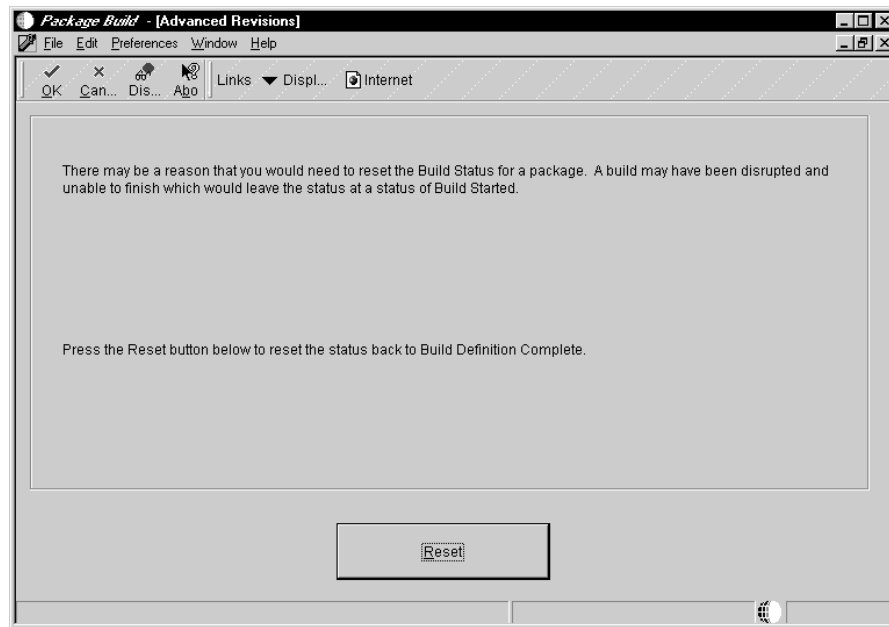 Package Build - [Advanced Revisions]
File Edit Preferences Window Help
OK Can... Dis... Abo Links Displ... Internet
There may be a reason that you would need to reset the Build Status for a package. A build may have been disrupted and
unable to finish which would leave the status at a status of Build Started.
Press the Reset button below to reset the status back to Build Definition Complete.
Reset